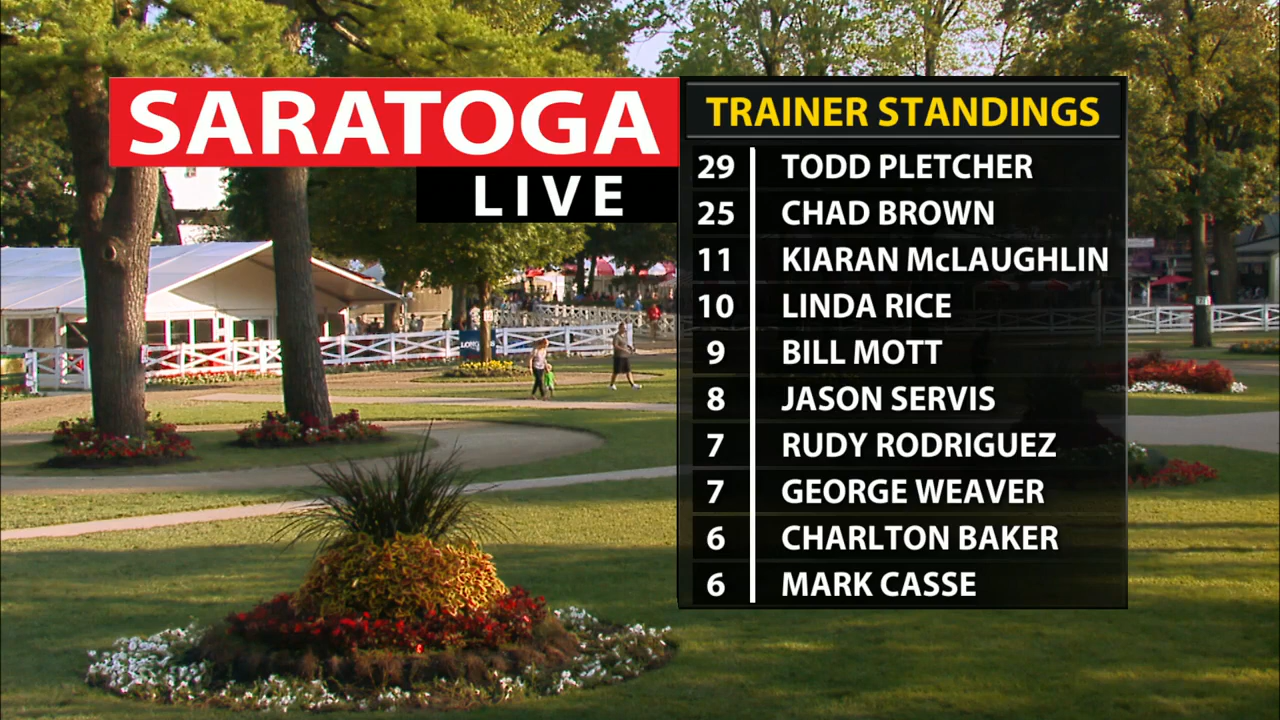 SARATOGA
LIVE
TRAINER STANDINGS
29 TODD PLETCHER
25 CHAD BROWN
11 KIARAN McLAUGHLIN
10 LINDA RICE
9 BILL MOTT
8 JASON SERVIS
7 RUDY RODRIGUEZ
7 GEORGE WEAVER
6 CHARLTON BAKER
6 MARK CASSE